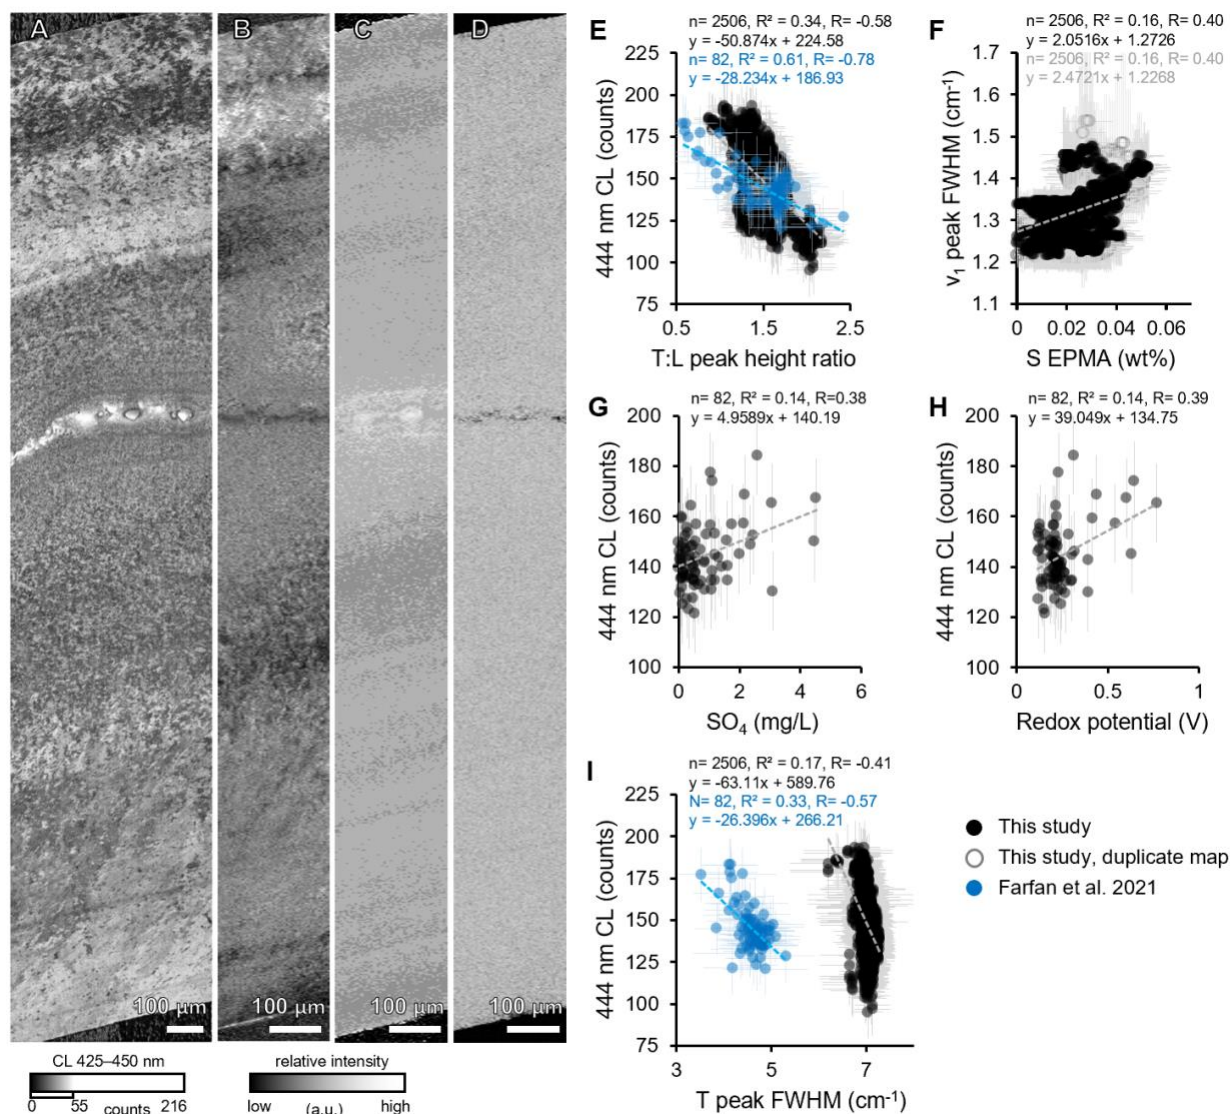 A
B
C
D
100 µm
100 µm
100 µm
100 µm
CL 425–450 nm
0
55
counts
216
relative intensity
low
(a.u.)
high
E
n= 2506, R² = 0.34, R= -0.58
y = -50.874x + 224.58
n= 82, R² = 0.61, R= -0.78
y = -28.234x + 186.93
444 nm CL (counts)
225
200
175
150
125
100
75
0.5
1.5
2.5
T:L peak height ratio
F
n= 2506, R² = 0.16, R= 0.40
y = 2.0516x + 1.2726
n= 2506, R² = 0.16, R= 0.40
y = 2.4721x + 1.2268
v₁ peak FWHM (cm⁻¹)
1.7
1.6
1.5
1.4
1.3
1.2
1.1
0
0.02
0.04
0.06
S EPMA (wt%)
G
n= 82, R² = 0.14, R=0.38
y = 4.9589x + 140.19
444 nm CL (counts)
200
180
160
140
120
100
0
2
4
6
SO₄ (mg/L)
H
n= 82, R² = 0.14, R= 0.39
y = 39.049x + 134.75
444 nm CL (counts)
200
180
160
140
120
100
0
0.5
1
Redox potential (V)
I
n= 2506, R² = 0.17, R= -0.41
y = -63.11x + 589.76
N= 82, R² = 0.33, R= -0.57
y = -26.396x + 266.21
444 nm CL (counts)
225
200
175
150
125
100
75
3
5
7
T peak FWHM (cm⁻¹)
This study
This study, duplicate map
Farfan et al. 2021